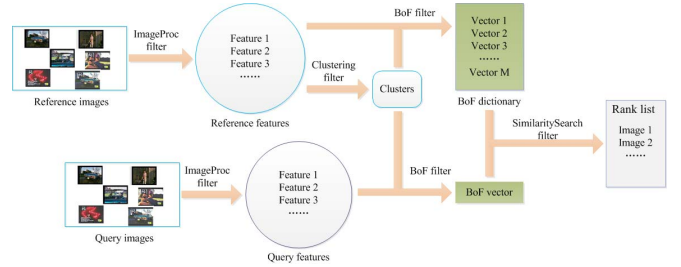 Reference images
ImageProc
filter
Feature 1
Feature 2
Feature 3
......
Reference features
Clustering
filter
Clusters
BoF filter
Vector 1
Vector 2
Vector 3
......
Vector M
BoF dictionary
SimilaritySearch
filter
Rank list
Image 1
Image 2
......
Query images
ImageProc
filter
Feature 1
Feature 2
Feature 3
......
Query features
BoF filter
BoF vector